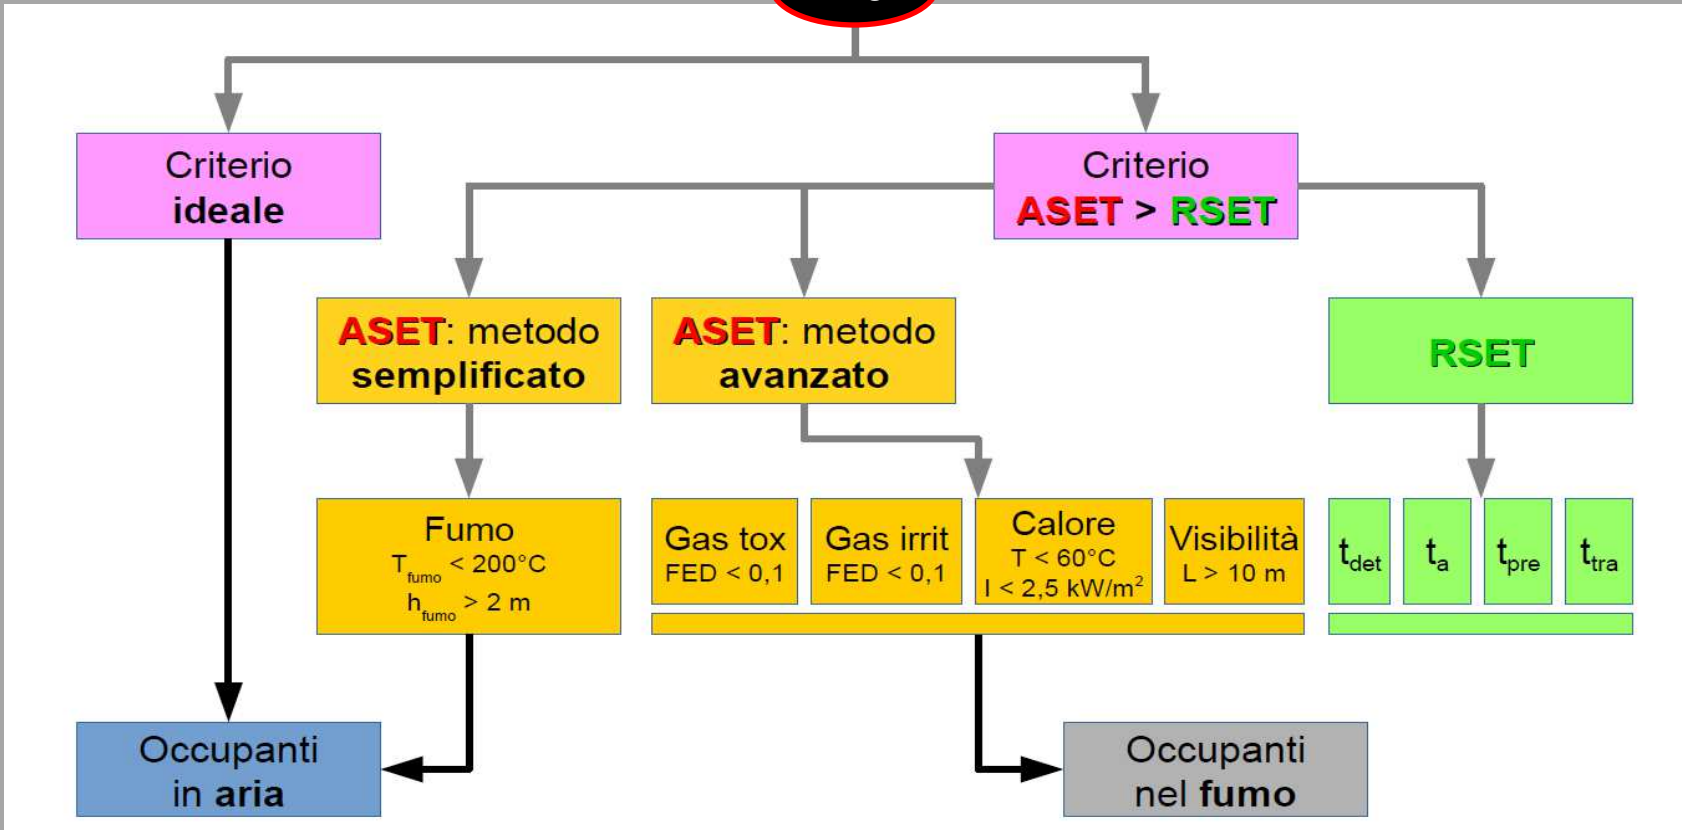 Criterio
ideale
Criterio
ASET > RSET
ASET: metodo
semplificato
ASET: metodo
avanzato
RSET
Fumo
Tfumo < 200°C
hfumo > 2 m
Gas tox
FED < 0,1
Gas irrit
FED < 0,1
Calore
T < 60°C
I < 2,5 kW/m²
Visibilità
L > 10 m
tdet
ta
tpre
ttra
Occupanti
in aria
Occupanti
nel fumo